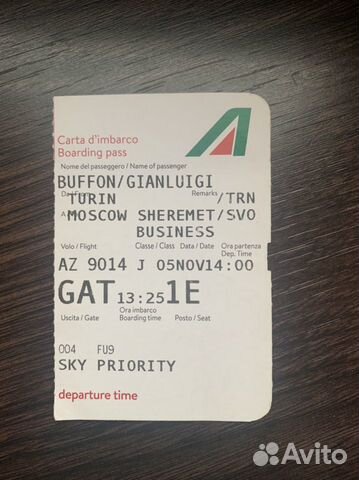 Carta d'imbarco
Boarding pass
Nome del passeggero / Name of passenger
BUFFON/GIANLUIGI
Da/From Remarks
TURIN /TRN
A MOSCOW SHEREMET/SVO
BUSINESS
Volo / Flight Classe / Class Data / Date Ora partenza
Dep. Time
AZ 9014 J 05NOV14:00
GAT 13:25 1E
Ora imbarco
Uscita / Gate Boarding time Posto / Seat
004 FU9
SKY PRIORITY
departure time
Avito